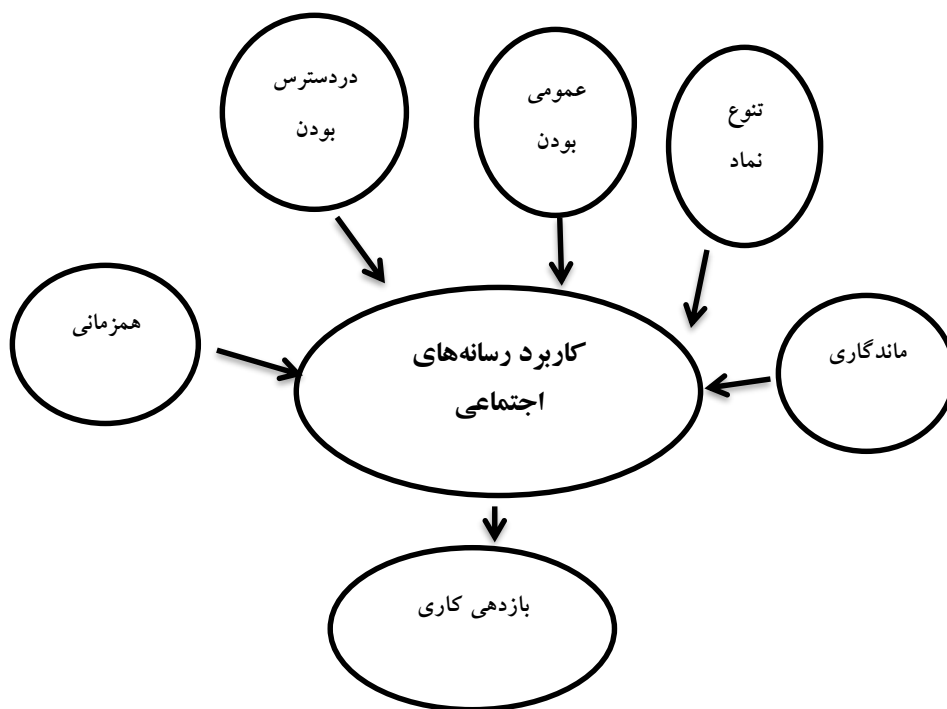 دردسترس
بودن
عمومی
بودن
تنوع
نماد
همزمانی
کاربرد رسانه‌های
اجتماعی
ماندگاری
بازدهی کاری